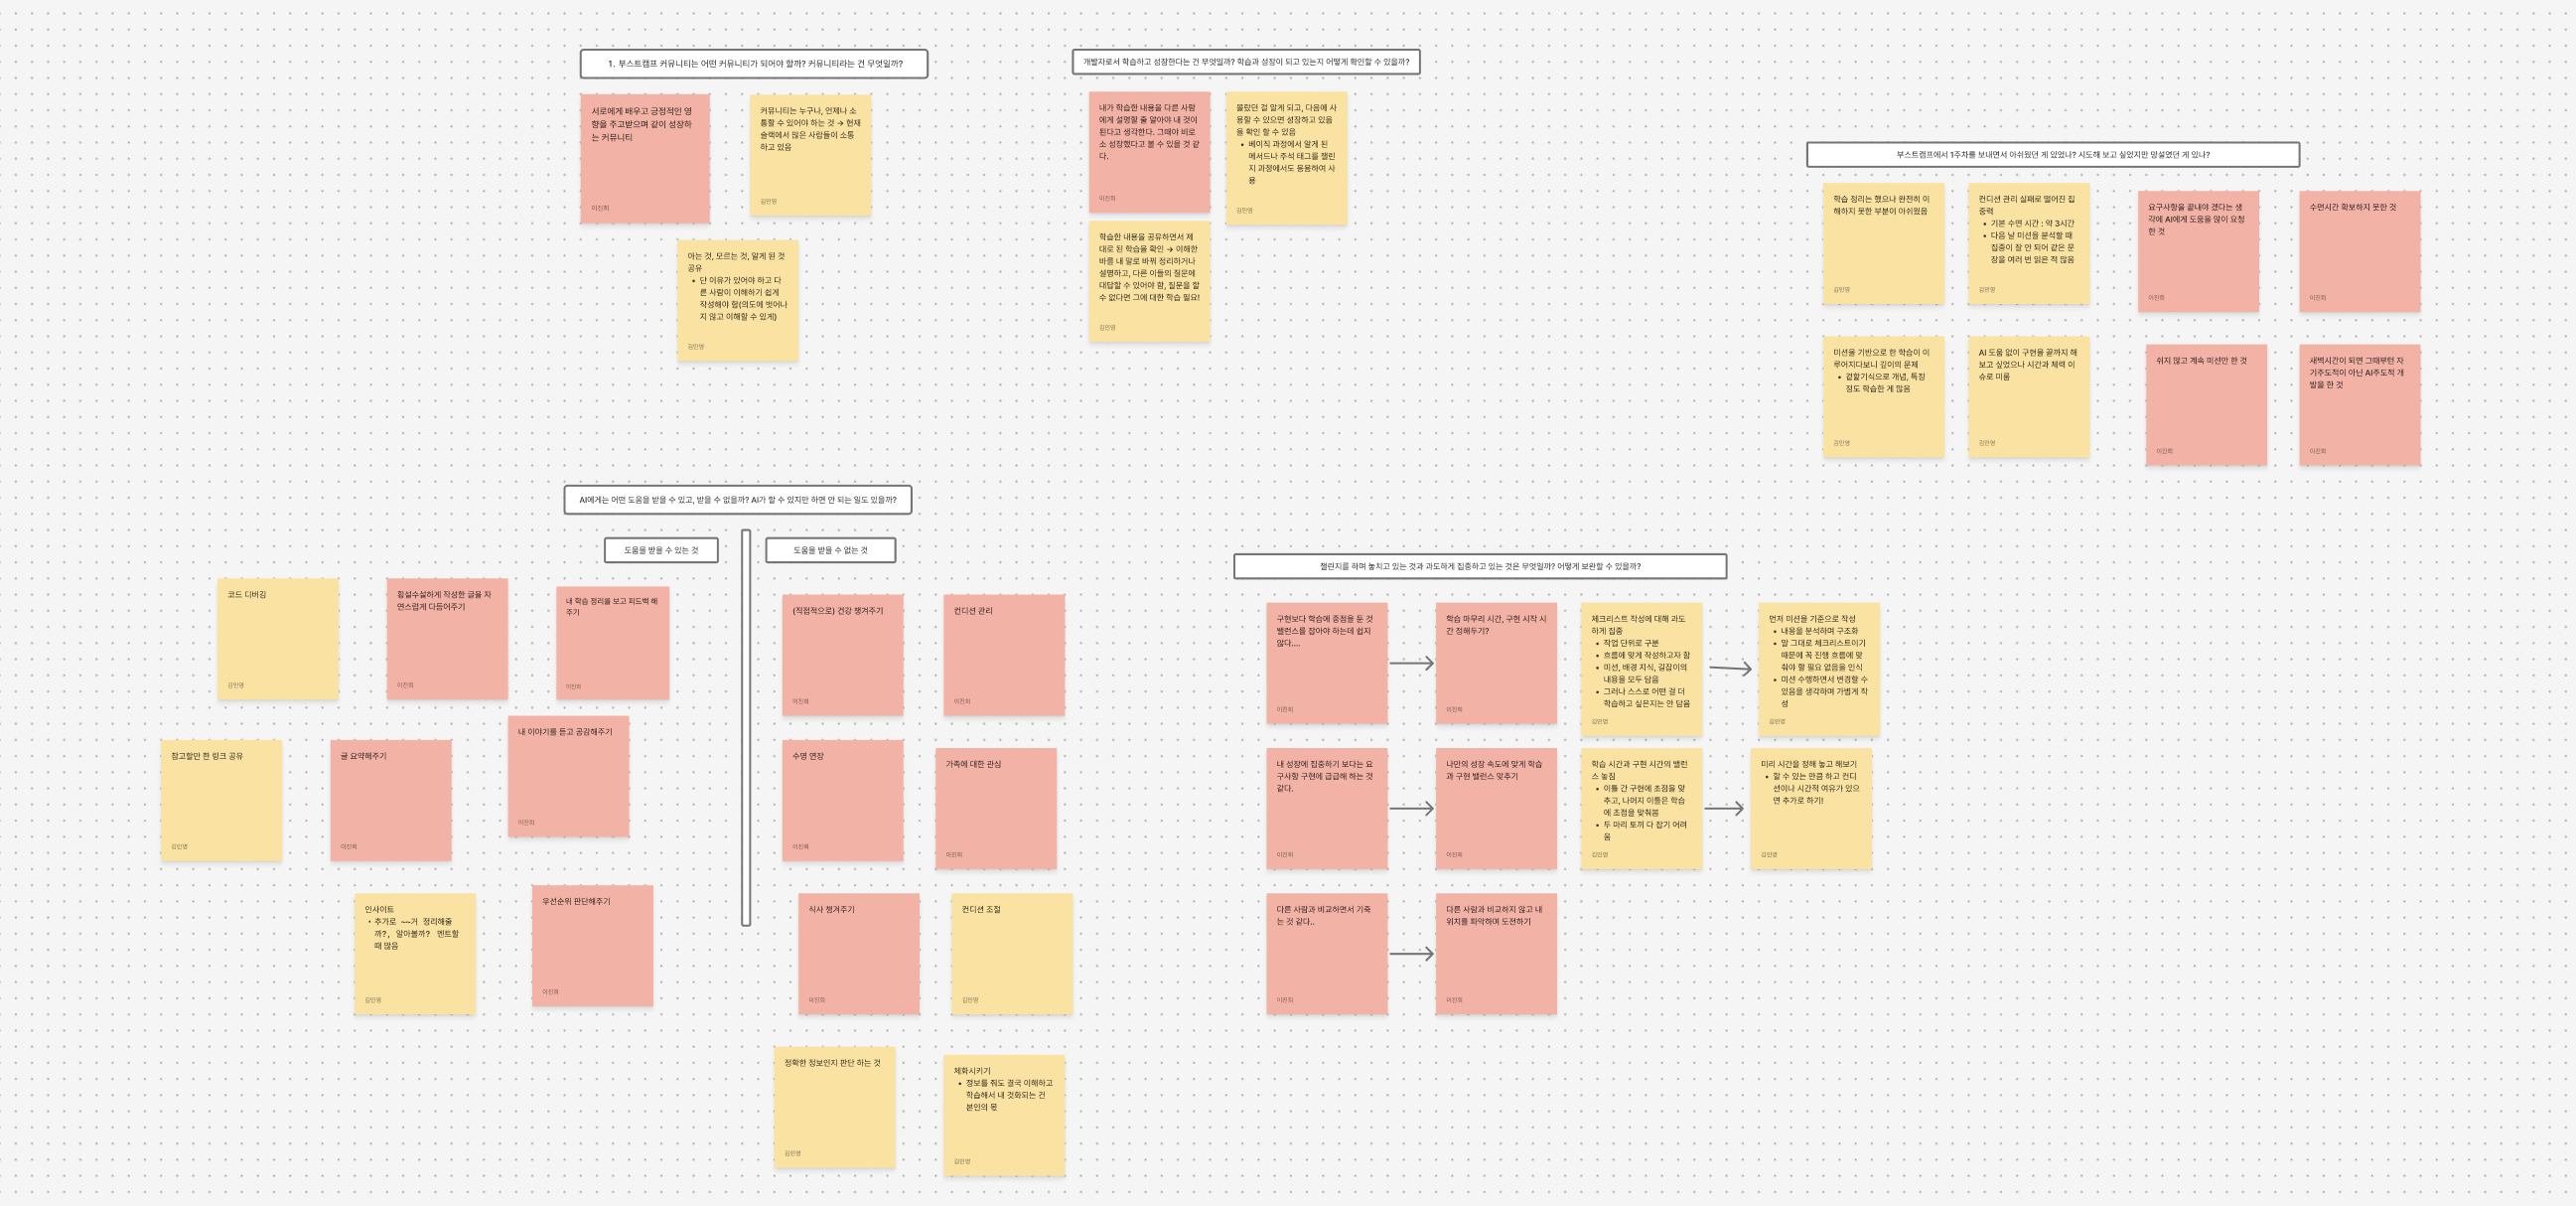 1. 부스트캠프 커뮤니티는 어떤 커뮤니티가 되어야 할까? 커뮤니티라는 건 무엇일까?
서로에게 배우고 긍정적인 영
향을 주고받으며 같이 성장하
는 커뮤니티
이진희
커뮤니티는 누구나, 언제나 소
통할 수 있어야 하는 것 → 현재
슬랙에서 많은 사람들이 소통
하고 있음
김민영
아는 것, 모르는 것, 알게 된 것
공유
• 단 이유가 있어야 하고 다
른 사람이 이해하기 쉽게
작성해야 함(의도에 벗어나
지 않고 이해할 수 있게)
김민영
개발자로서 학습하고 성장한다는 건 무엇일까? 학습과 성장이 되고 있는지 어떻게 확인할 수 있을까?
내가 학습한 내용을 다른 사람
에게 설명할 줄 알아야 내 것이
된다고 생각한다. 그때야 비로
소 성장했다고 볼 수 있을 것 같
다.
이진희
몰랐던 걸 알게 되고, 다음에 사
용할 수 있으면 성장하고 있음
을 확인 할 수 있음
• 베이직 과정에서 알게 된
메서드나 주석 태그를 챌린
지 과정에서도 응용하여 사
용
김민영
학습한 내용을 공유하면서 제
대로 된 학습을 확인 → 이해한
바를 내 말로 바꿔 정리하거나
설명하고, 다른 이들의 질문에
대답할 수 있어야 함, 질문을 할
수 없다면 그에 대한 학습 필요!
김민영
부스트캠프에서 1주차를 보내면서 아쉬웠던 게 있었나? 시도해 보고 싶었지만 망설였던 게 있나?
학습 정리는 했으나 완전히 이
해하지 못한 부분이 아쉬웠음
김민영
컨디션 관리 실패로 떨어진 집
중력
• 기본 수면 시간 : 약 3시간
• 다음 날 미션을 분석할 때
집중이 잘 안 되어 같은 문
장을 여러 번 읽은 적 많음
김민영
요구사항을 끝내야 겠다는 생
각에 AI에게 도움을 많이 요청
한 것
이진희
수면시간 확보하지 못한 것
이진희
미션을 기반으로 한 학습이 이
루어지다보니 깊이의 문제
• 겉핥기식으로 개념, 특징
정도 학습한 게 많음
김민영
AI 도움 없이 구현을 끝까지 해
보고 싶었으나 시간과 체력 이
슈로 미룸
김민영
쉬지 않고 계속 미션만 한 것
이진희
새벽시간이 되면 그때부턴 자
기주도적이 아닌 AI주도적 개
발을 한 것
이진희
AI에게는 어떤 도움을 받을 수 있고, 받을 수 없을까? AI가 할 수 있지만 하면 안 되는 일도 있을까?
도움을 받을 수 있는 것
코드 디버깅
김민영
횡설수설하게 작성한 글을 자
연스럽게 다듬어주기
이진희
내 학습 정리를 보고 피드백 해
주기
이진희
참고할만 한 링크 공유
김민영
글 요약해주기
이진희
내 이야기를 듣고 공감해주기
이진희
인사이트
• 추가로 ~~거 정리해줄
까?, 알아볼까? 멘트할
때 많음
김민영
우선순위 판단해주기
이진희
도움을 받을 수 없는 것
(직접적으로) 건강 챙겨주기
이진희
컨디션 관리
이진희
수명 연장
이진희
가족에 대한 관심
이진희
식사 챙겨주기
이진희
컨디션 조절
김민영
정확한 정보인지 판단 하는 것
김민영
체화시키기
• 정보를 줘도 결국 이해하고
학습해서 내 것화되는 건
본인의 몫
김민영
챌린지를 하며 놓치고 있는 것과 과도하게 집중하고 있는 것은 무엇일까? 어떻게 보완할 수 있을까?
구현보다 학습에 중점을 둔 것
밸런스를 잡아야 하는데 쉽지
않다....
이진희
학습 마무리 시간, 구현 시작 시
간 정해두기?
이진희
체크리스트 작성에 대해 과도
하게 집중
• 작업 단위로 구분
• 흐름에 맞게 작성하고자 함
• 미션, 배경 지식, 길잡이의
내용을 모두 담음
• 그러나 스스로 어떤 걸 더
학습하고 싶은지는 안 담음
김민영
먼저 미션을 기준으로 작성
• 내용을 분석하며 구조화
• 말 그대로 체크리스트이기
때문에 꼭 진행 흐름에 맞
춰야 할 필요 없음을 인식
• 미션 수행하면서 변경할 수
있음을 생각하며 가볍게 작
성
김민영
내 성장에 집중하기 보다는 요
구사항 구현에 급급해 하는 것
같다.
이진희
나만의 성장 속도에 맞게 학습
과 구현 밸런스 맞추기
이진희
학습 시간과 구현 시간의 밸런
스 놓침
• 이틀 간 구현에 초점을 맞
추고, 나머지 이틀은 학습
에 초점을 맞춰봄
• 두 마리 토끼 다 잡기 어려
움
김민영
미리 시간을 정해 놓고 해보기
• 할 수 있는 만큼 하고 컨디
션이나 시간적 여유가 있으
면 추가로 하기!
김민영
다른 사람과 비교하면서 기죽
는 것 같다..
이진희
다른 사람과 비교하지 않고 내
위치를 파악하며 도전하기
이진희